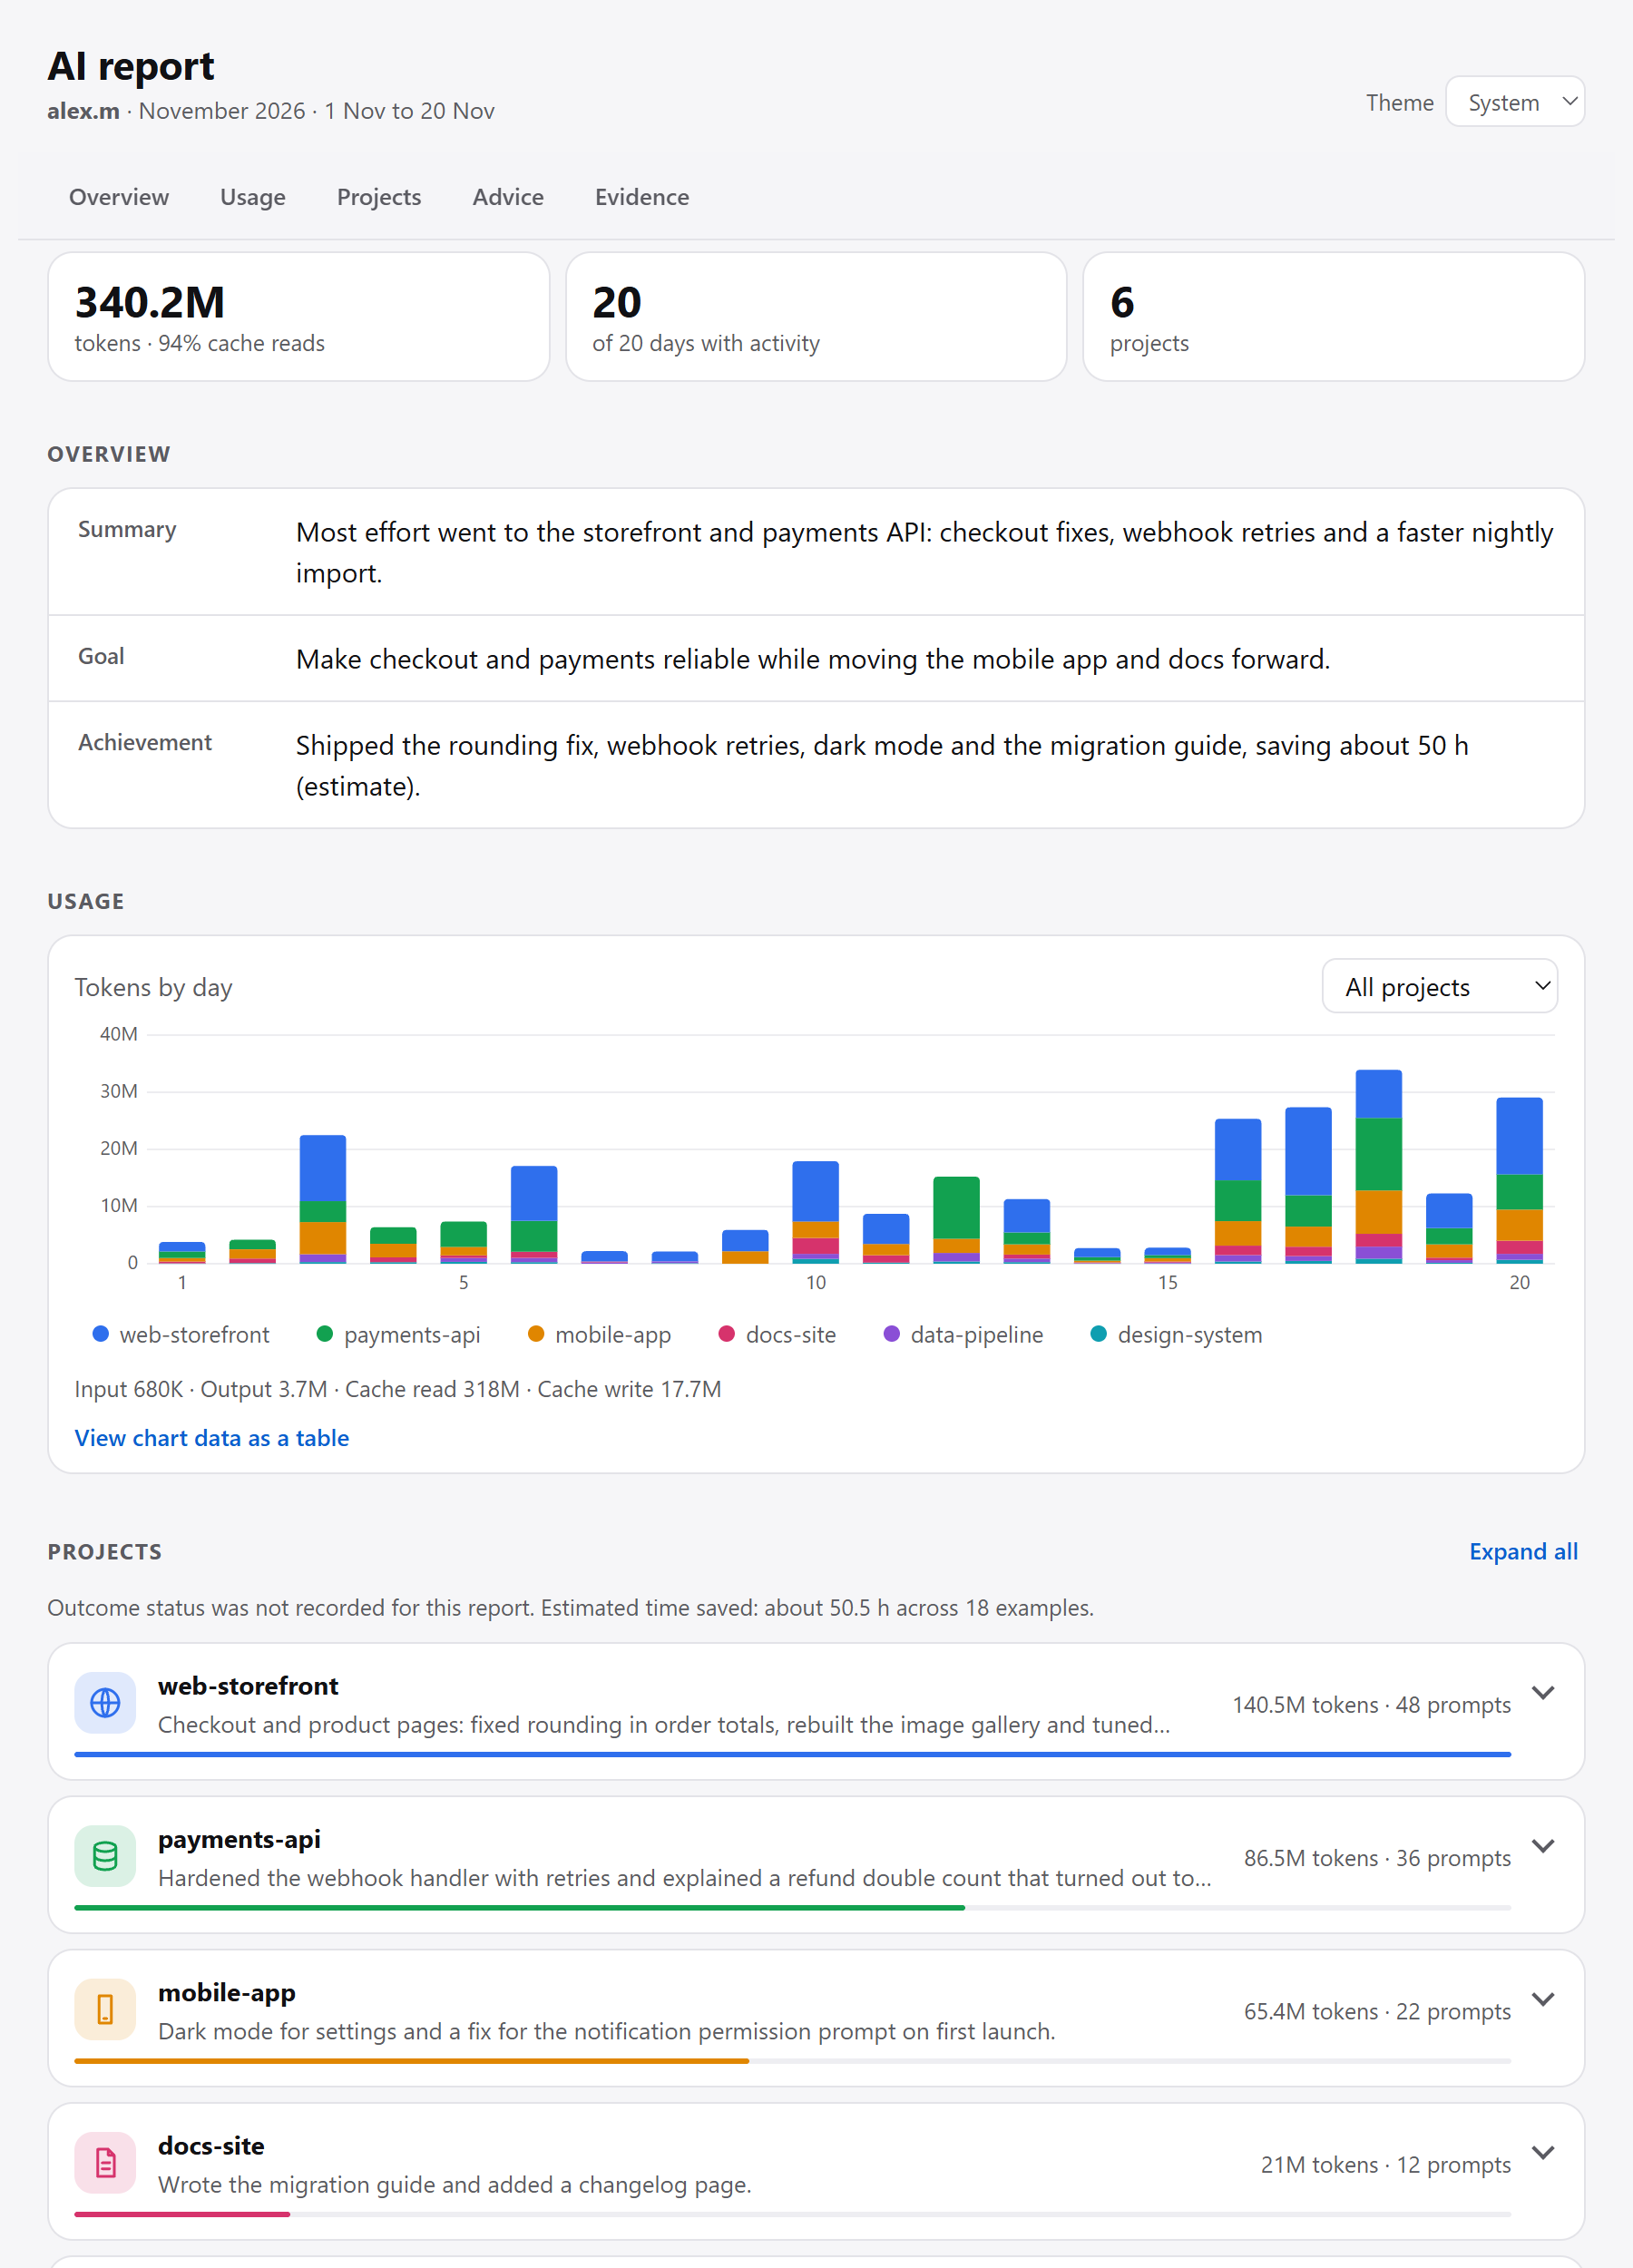 AI report
alex.m · November 2026 · 1 Nov to 20 Nov
Theme
System
Overview
Usage
Projects
Advice
Evidence
340.2M
tokens · 94% cache reads
20
of 20 days with activity
6
projects
OVERVIEW
Summary
Most effort went to the storefront and payments API: checkout fixes, webhook retries and a faster nightly
import.
Goal
Make checkout and payments reliable while moving the mobile app and docs forward.
Achievement
Shipped the rounding fix, webhook retries, dark mode and the migration guide, saving about 50 h
(estimate).
USAGE
Tokens by day
All projects
40M
30M
20M
10M
0
1
5
10
15
20
web-storefront
payments-api
mobile-app
docs-site
data-pipeline
design-system
Input 680K · Output 3.7M · Cache read 318M · Cache write 17.7M
View chart data as a table
PROJECTS
Expand all
Outcome status was not recorded for this report. Estimated time saved: about 50.5 h across 18 examples.
web-storefront
Checkout and product pages: fixed rounding in order totals, rebuilt the image gallery and tuned...
140.5M tokens · 48 prompts
payments-api
Hardened the webhook handler with retries and explained a refund double count that turned out to...
86.5M tokens · 36 prompts
mobile-app
Dark mode for settings and a fix for the notification permission prompt on first launch.
65.4M tokens · 22 prompts
docs-site
Wrote the migration guide and added a changelog page.
21M tokens · 12 prompts